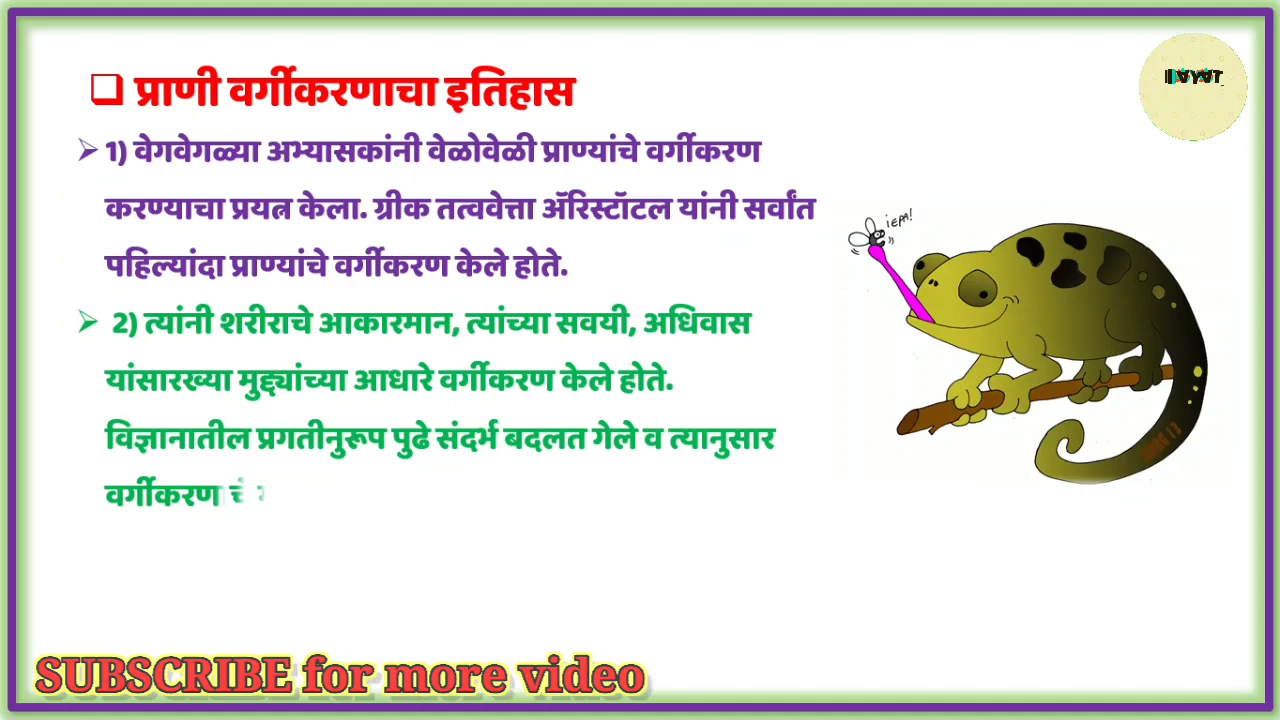 प्राणी वर्गीकरणाचा इतिहास
1) वेगवेगळ्या अभ्यासकांनी वेळोवेळी प्राण्यांचे वर्गीकरण
करण्याचा प्रयत्न केला. ग्रीक तत्ववेत्ता ॲरिस्टॉटल यांनी सर्वांत
पहिल्यांदा प्राण्यांचे वर्गीकरण केले होते.
iEPA!
2) त्यांनी शरीराचे आकारमान, त्यांच्या सवयी, अधिवास
यांसारख्या मुद्द्यांच्या आधारे वर्गीकरण केले होते.
विज्ञानातील प्रगतीनुरूप पुढे संदर्भ बदलत गेले व त्यानुसार
वर्गीकरण चे
SUBSCRIBE for more video